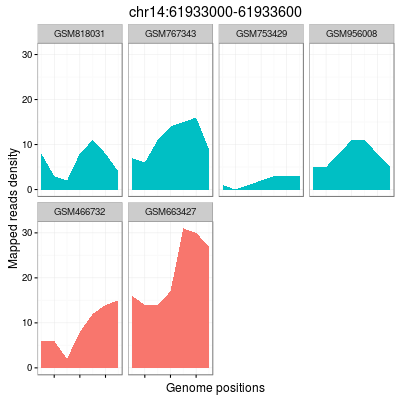 chr14:61933000-61933600
GSM818031 GSM767343 GSM753429 GSM956008
30
20
10
0
Mapped reads density
GSM466732 GSM663427
30
20
10
0
Genome positions